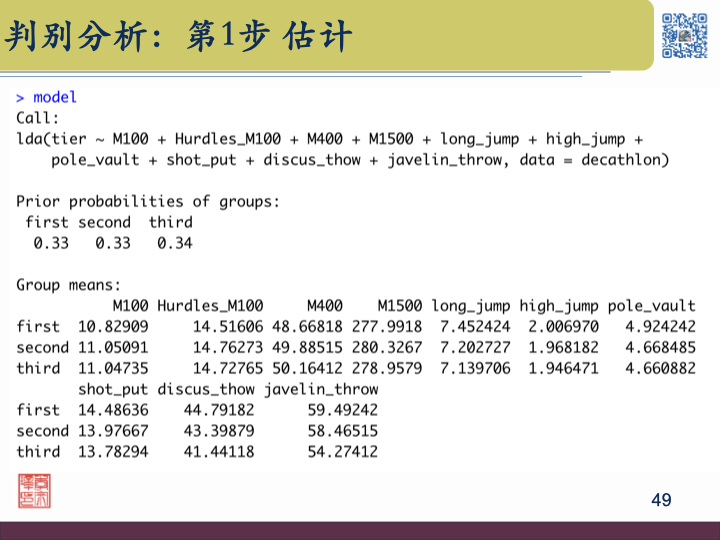 判别分析：第1步 估计
> model
Call:
lda(tier ~ M100 + Hurdles_M100 + M400 + M1500 + long_jump + high_jump +
    pole_vault + shot_put + discus_thow + javelin_throw, data = decathlon)
Prior probabilities of groups:
 first second  third
  0.33   0.33   0.34
Group means:
           M100 Hurdles_M100     M400    M1500 long_jump high_jump pole_vault
first  10.82909     14.51606 48.66818 277.9918  7.452424  2.006970   4.924242
second 11.05091     14.76273 49.88515 280.3267  7.202727  1.968182   4.668485
third  11.04735     14.72765 50.16412 278.9579  7.139706  1.946471   4.660882
       shot_put discus_thow javelin_throw
first  14.48636    44.79182      59.49242
second 13.97667    43.39879      58.46515
third  13.78294    41.44118      54.27412
49